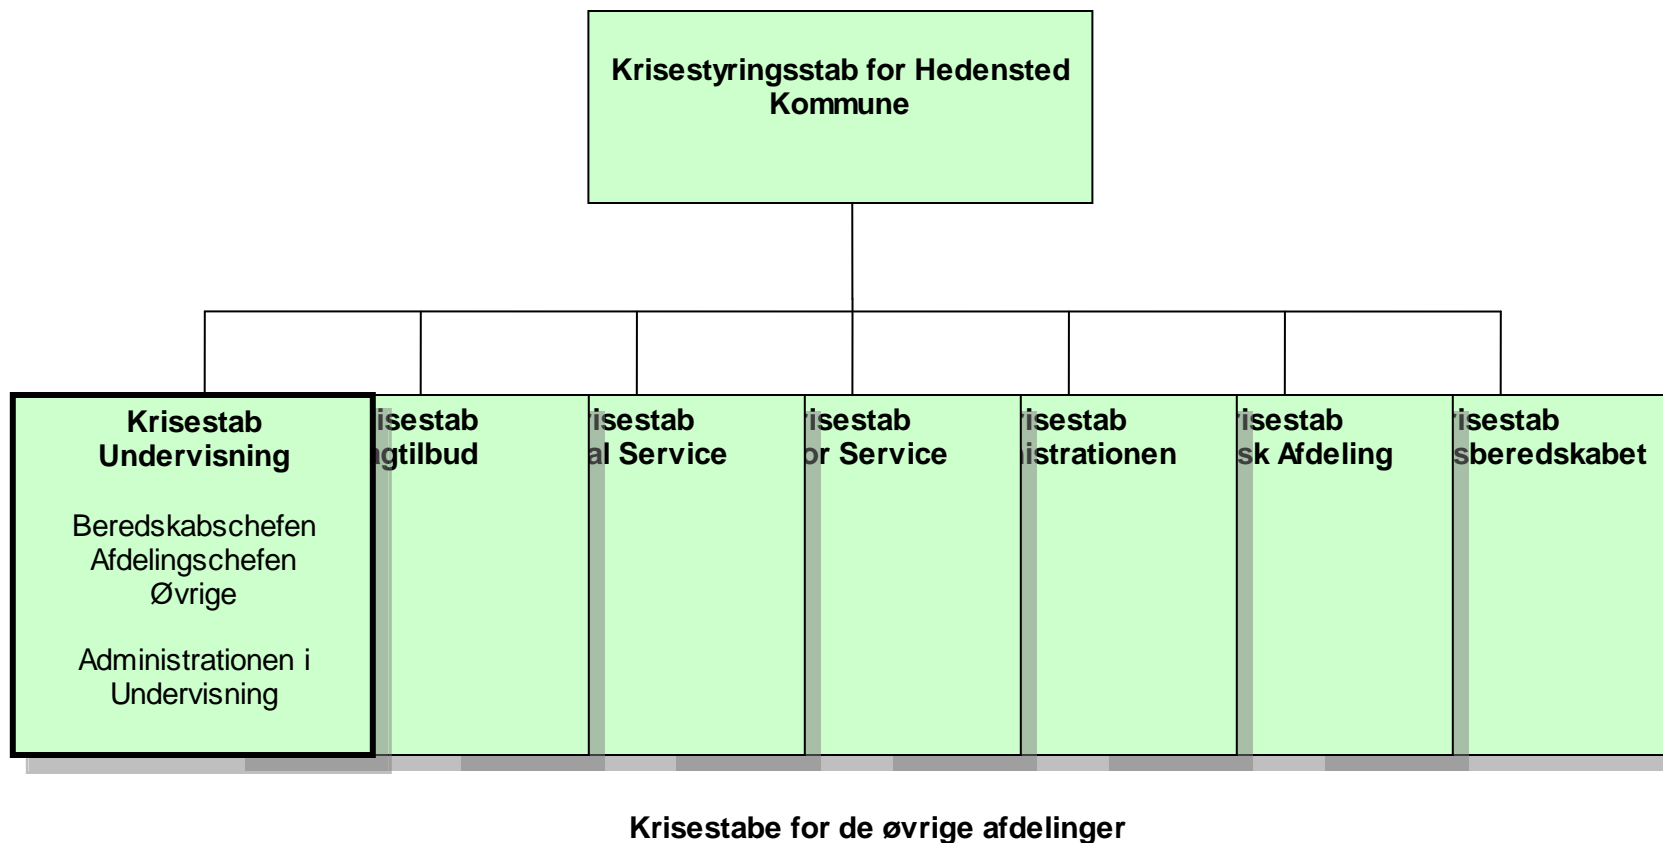 Krisestyringsstab for Hedensted
Kommune
Krisestab
Undervisning
Beredskabschefen
Afdelingschefen
Øvrige
Administrationen i
Undervisning
isestab
agtilbud
isestab
al Service
isestab
or Service
isestab
istrationen
isestab
sk Afdeling
isestab
sberedskabet
Krisestabe for de øvrige afdelinger